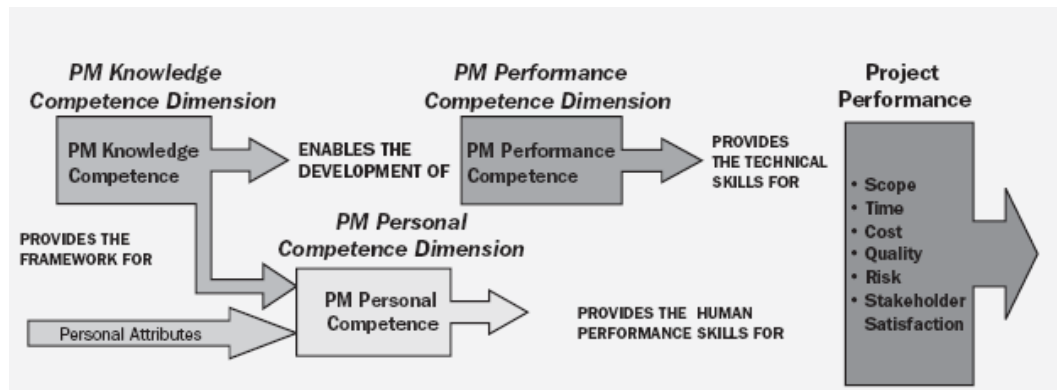 PM Knowledge
Competence Dimension
PM Knowledge
Competence
ENABLES THE
DEVELOPMENT OF
PM Performance
Competence Dimension
PM Performance
Competence
PROVIDES
THE TECHNICAL
SKILLS FOR
Project
Performance
• Scope
• Time
• Cost
• Quality
• Risk
• Stakeholder
Satisfaction
PROVIDES THE
FRAMEWORK FOR
PM Personal
Competence Dimension
PM Personal
Competence
Personal Attributes
PROVIDES THE HUMAN
PERFORMANCE SKILLS FOR